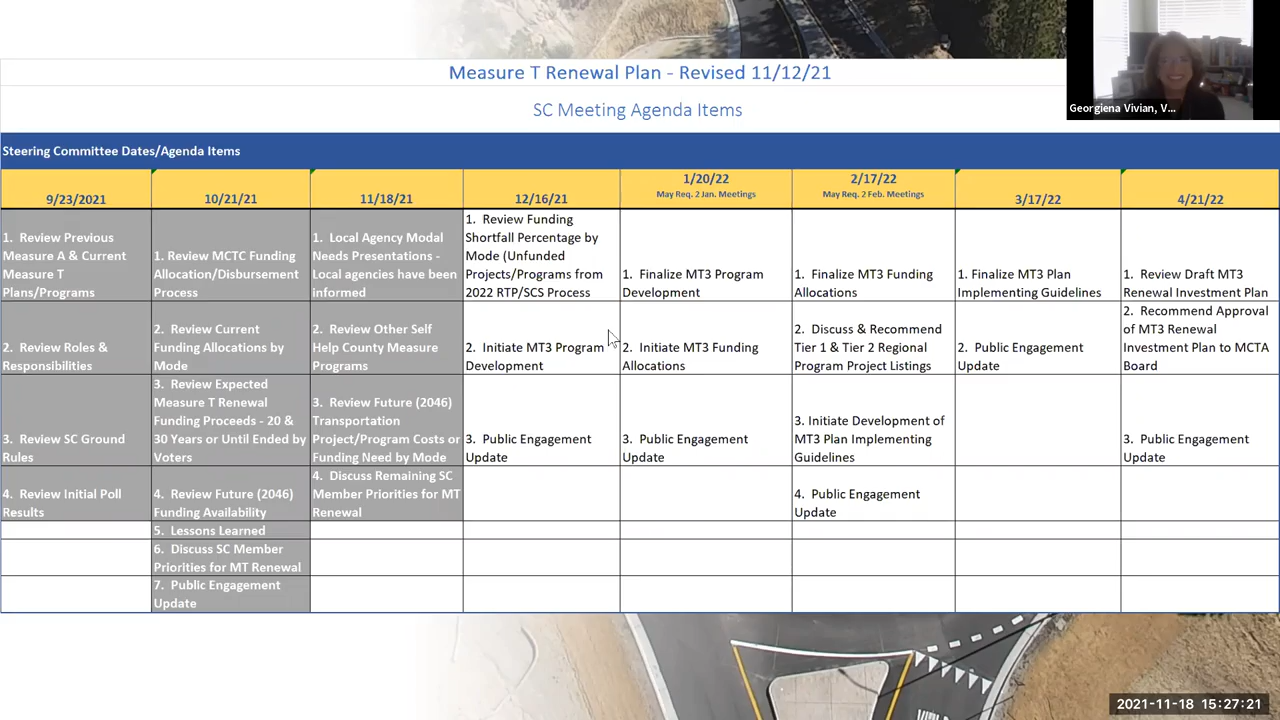 Measure T Renewal Plan - Revised 11/12/21
SC Meeting Agenda Items
Georgiena Vivian, V...
Steering Committee Dates/Agenda Items
9/23/2021
10/21/21
11/18/21
12/16/21
1/20/22
May Req. 2 Jan. Meetings
2/17/22
May Req. 2 Feb. Meetings
3/17/22
4/21/22
1. Review Previous
Measure A & Current
Measure T
Plans/Programs
1. Review MCTC Funding
Allocation/Disbursement
Process
1. Local Agency Modal
Needs Presentations -
Local agencies have been
informed
1. Review Funding
Shortfall Percentage by
Mode (Unfunded
Projects/Programs from
2022 RTP/SCS Process
1. Finalize MT3 Program
Development
1. Finalize MT3 Funding
Allocations
1. Finalize MT3 Plan
Implementing Guidelines
1. Review Draft MT3
Renewal Investment Plan
2. Review Roles &
Responsibilities
2. Review Current
Funding Allocations by
Mode
2. Review Other Self
Help County Measure
Programs
2. Initiate MT3 Program
Development
2. Initiate MT3 Funding
Allocations
2. Discuss & Recommend
Tier 1 & Tier 2 Regional
Program Project Listings
2. Public Engagement
Update
2. Recommend Approval
of MT3 Renewal
Investment Plan to MCTA
Board
3. Review SC Ground
Rules
3. Review Expected
Measure T Renewal
Funding Proceeds - 20 &
30 Years or Until Ended by
Voters
3. Review Future (2046)
Transportation
Project/Program Costs or
Funding Need by Mode
3. Public Engagement
Update
3. Public Engagement
Update
3. Initiate Development of
MT3 Plan Implementing
Guidelines
3. Public Engagement
Update
4. Review Initial Poll
Results
4. Review Future (2046)
Funding Availability
4. Discuss Remaining SC
Member Priorities for MT
Renewal
4. Public Engagement
Update
5. Lessons Learned
6. Discuss SC Member
Priorities for MT Renewal
7. Public Engagement
Update
2021-11-18 15:27:21